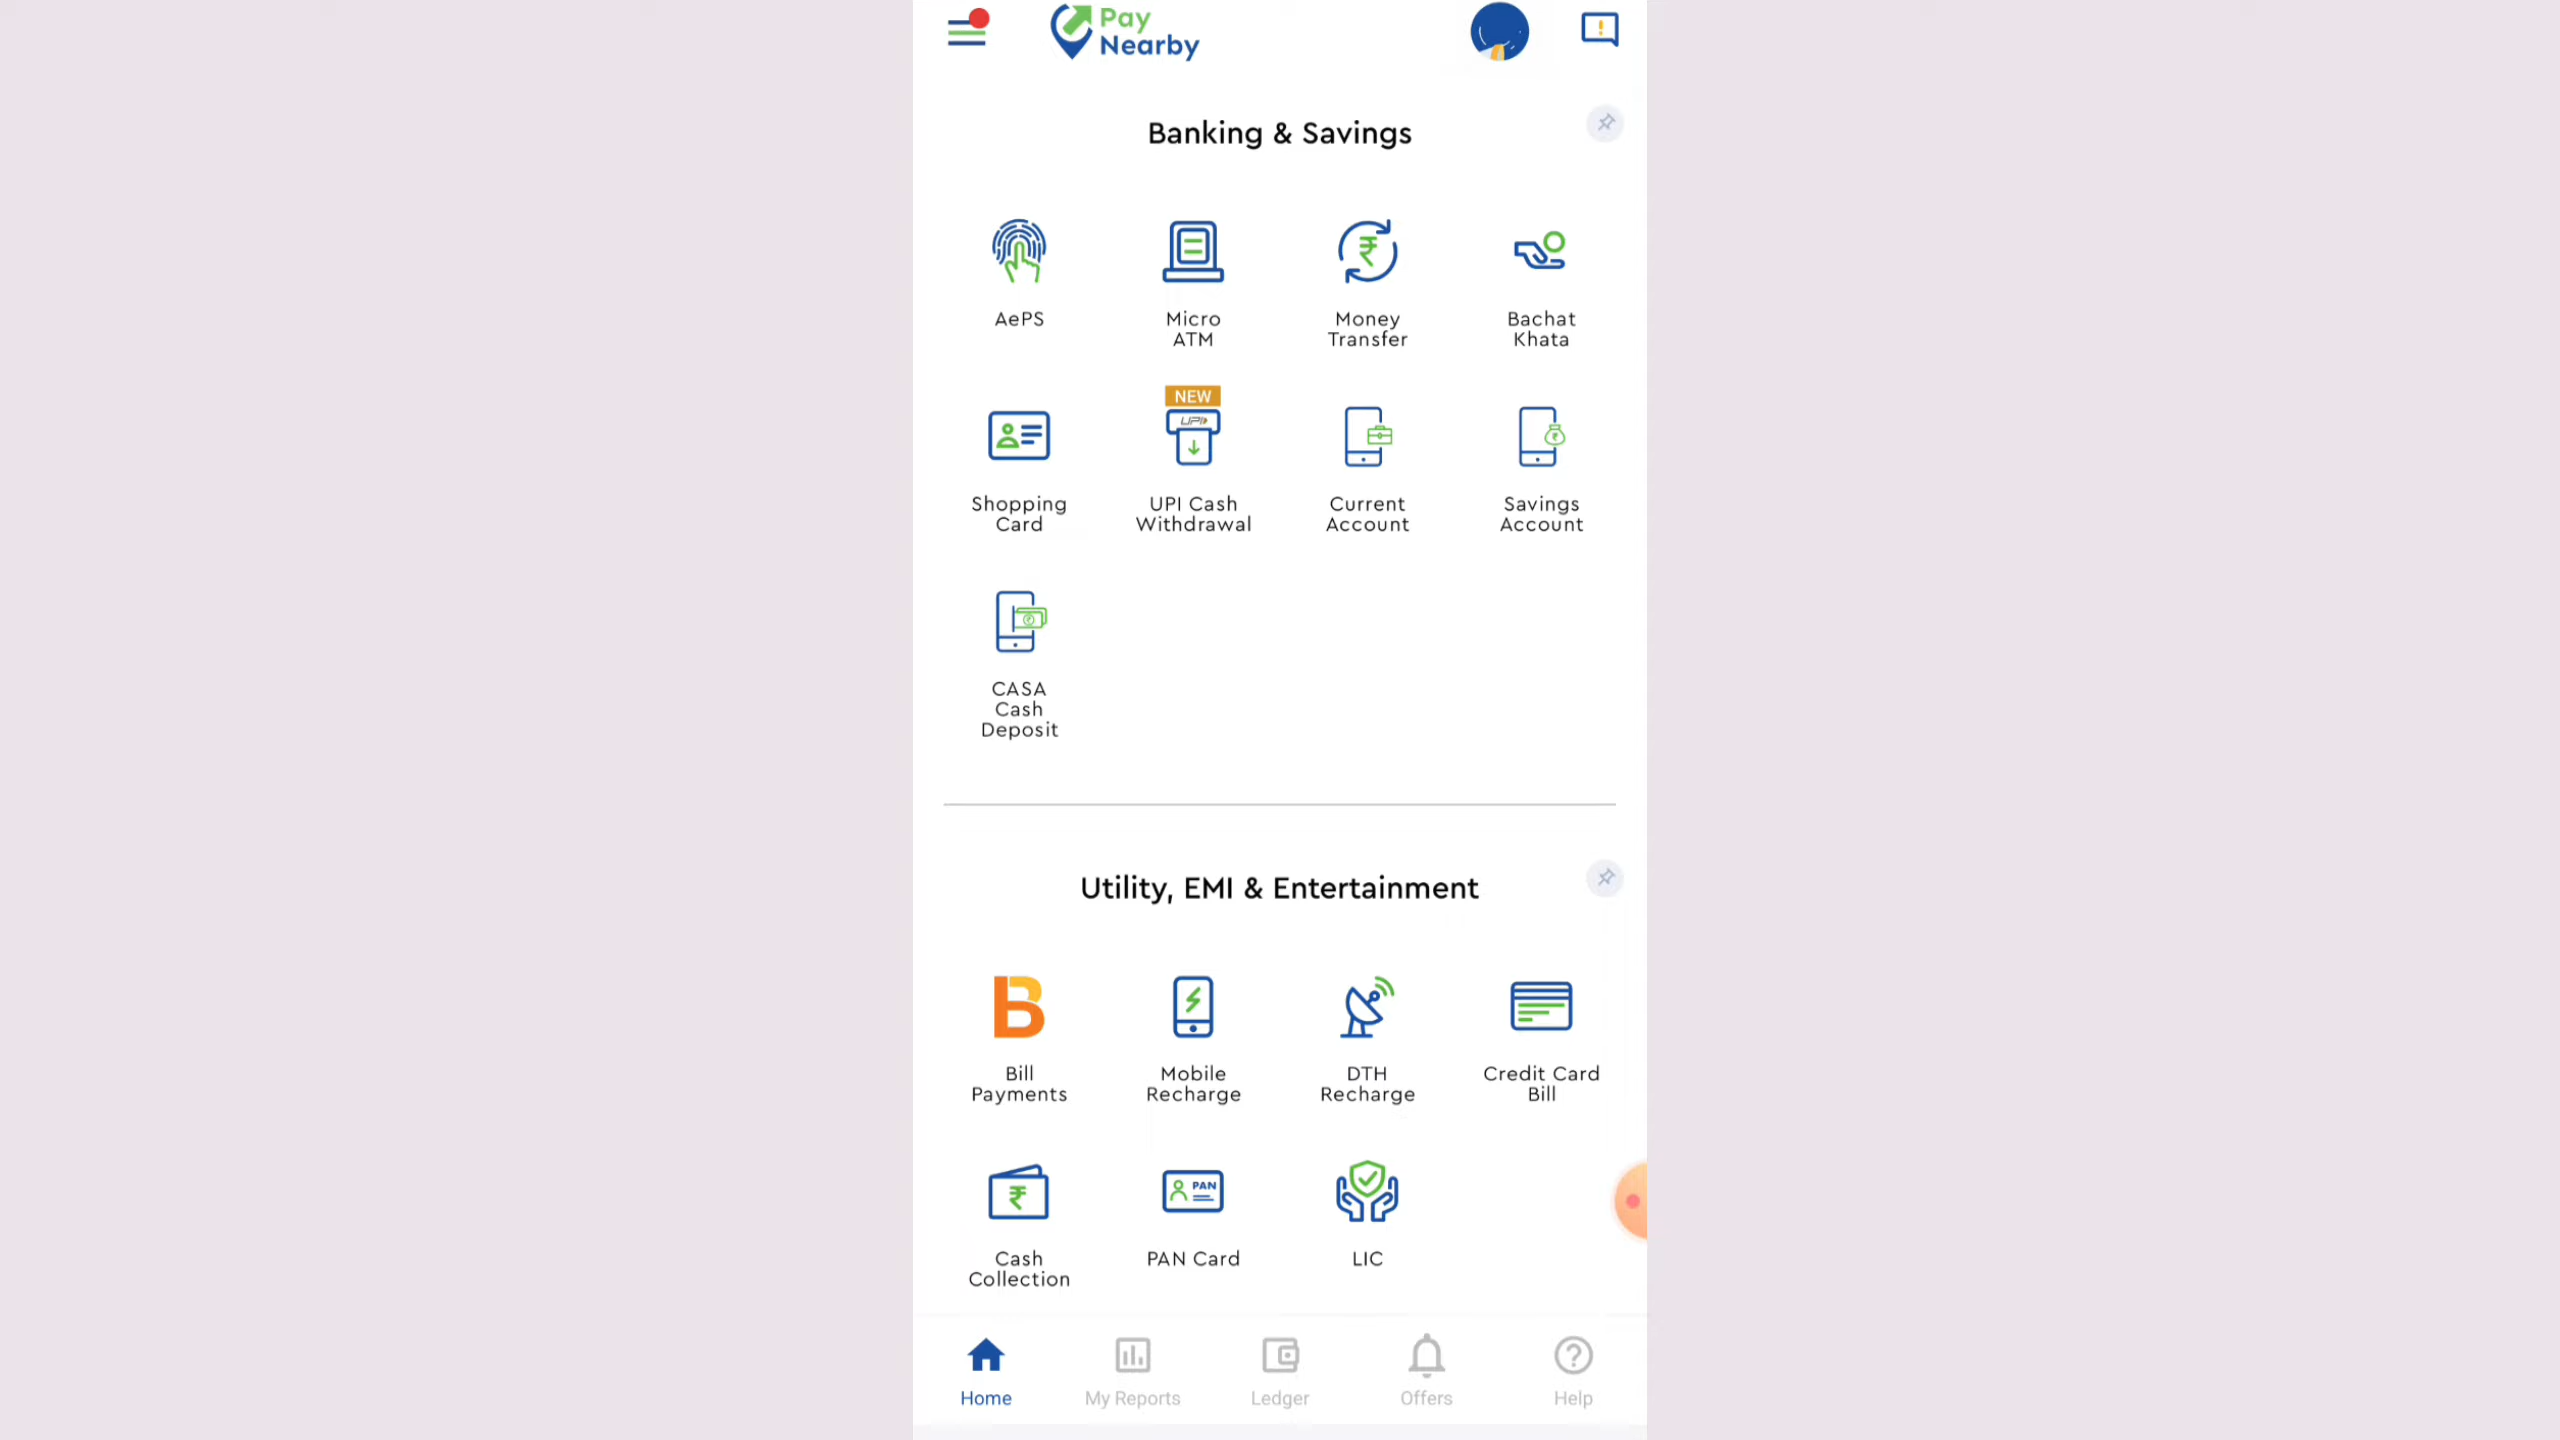 Pay
Nearby
Banking & Savings
AePS
Micro
ATM
Money
Transfer
Bachat
Khata
NEW
UPI
Shopping
Card
UPI Cash
Withdrawal
Current
Account
Savings
Account
CASA
Cash
Deposit
Utility, EMI & Entertainment
B
Bill
Payments
Mobile
Recharge
DTH
Recharge
Credit Card
Bill
PAN
Cash
Collection
PAN Card
LIC
Home
My Reports
Ledger
Offers
Help